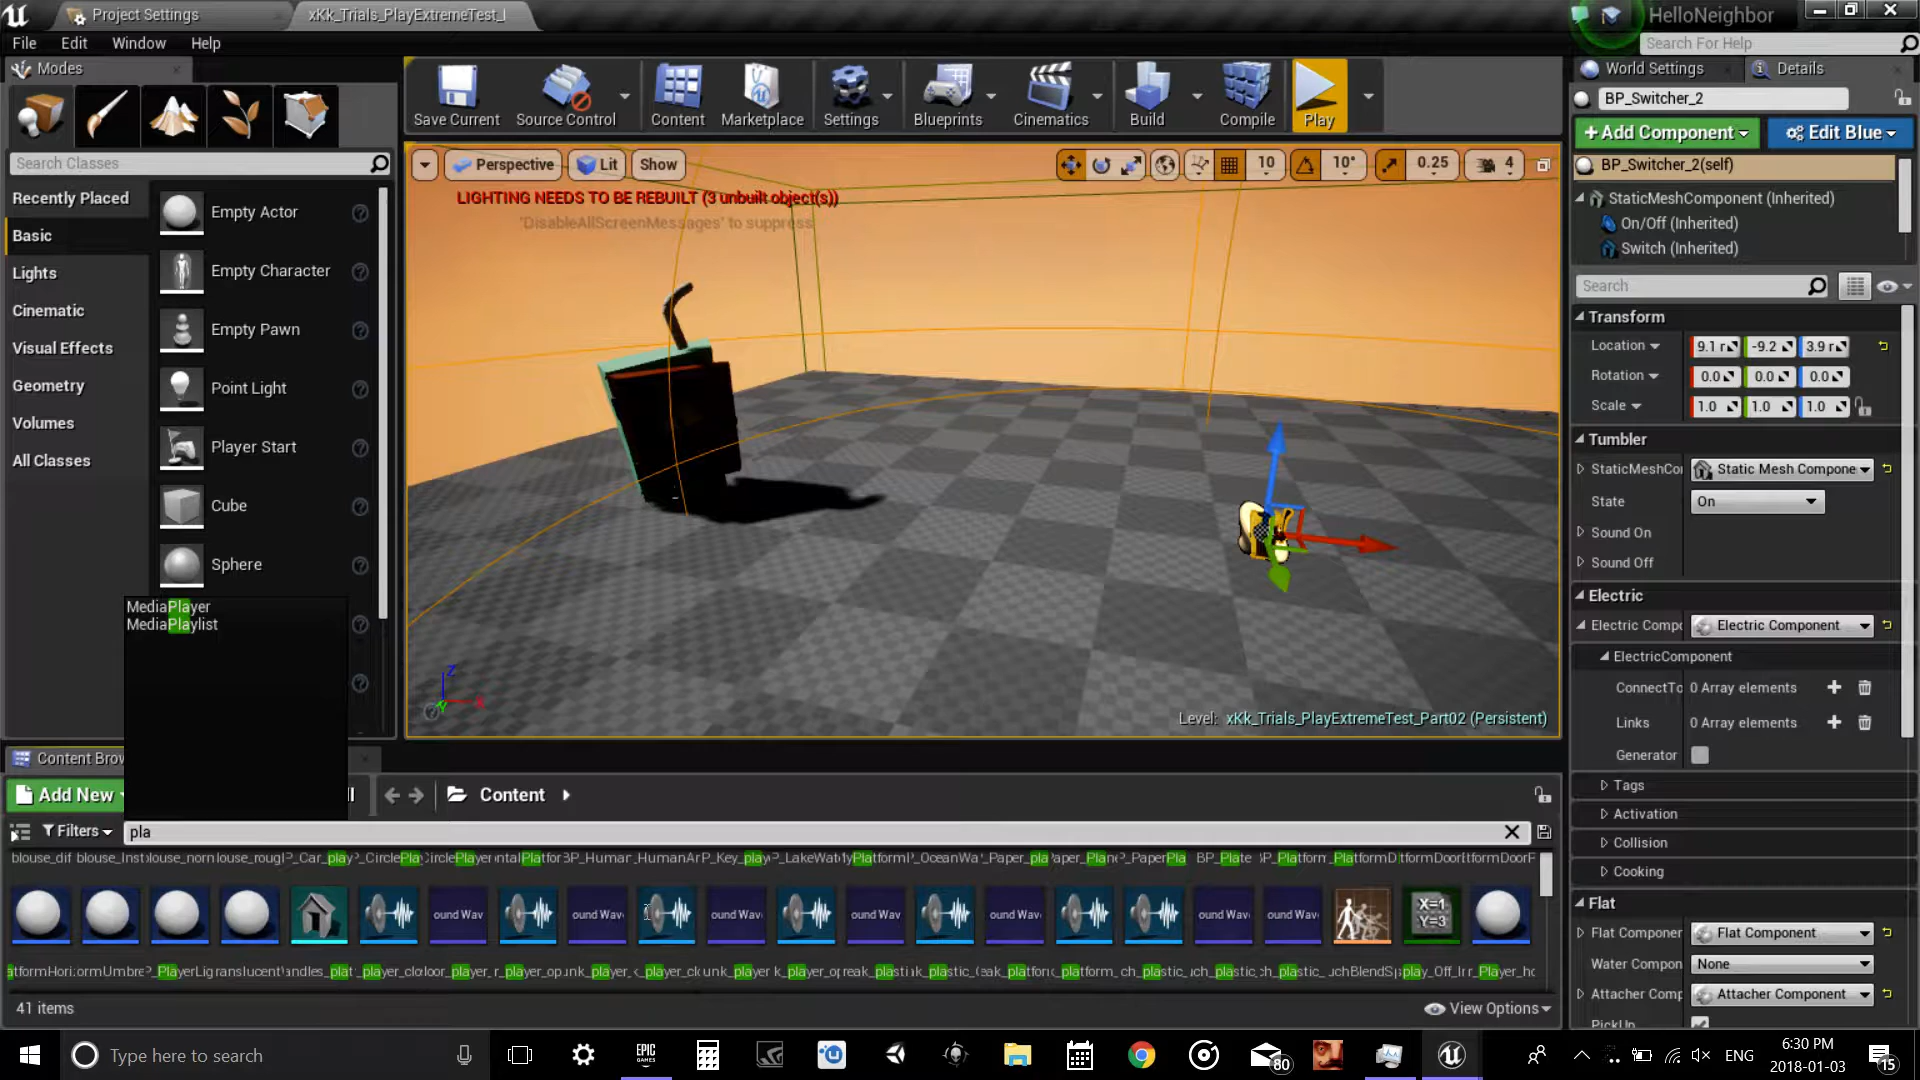 Project Settings
xKk_Trials_PlayExtremeTest_I
HelloNeighbor
File
Edit
Window
Help
Search For Help
Modes
Save Current
Source Control
Content
Marketplace
Settings
Blueprints
Cinematics
Build
Compile
Play
World Settings
Details
BP_Switcher_2
Search Classes
Add Component
Edit Blue
Perspective
Lit
Show
10
10°
0.25
4
BP_Switcher_2(self)
LIGHTING NEEDS TO BE REBUILT (3 unbuilt object(s))
'DisableAllScreenMessages' to suppress
StaticMeshComponent (Inherited)
On/Off (Inherited)
Switch (Inherited)
Recently Placed
Basic
Lights
Cinematic
Visual Effects
Geometry
Volumes
All Classes
Empty Actor
Empty Character
Empty Pawn
Point Light
Player Start
Cube
Sphere
Search
Transform
Location
9.1
-9.2
3.9
Rotation
0.0
0.0
0.0
Scale
1.0
1.0
1.0
Tumbler
StaticMeshCo
Static Mesh Compone
State
On
Sound On
Sound Off
Electric
Electric Compo
Electric Component
ElectricComponent
ConnectTo
0 Array elements
Links
0 Array elements
Generator
Tags
Activation
Collision
Cooking
Flat
Flat Componer
Flat Component
Water Compon
None
Attacher Comp
Attacher Component
PickUp
MediaPlayer
MediaPlaylist
Z
Level: xKk_Trials_PlayExtremeTest_Part02 (Persistent)
Content Brow
Add New
Content
Filters
pla
blouse_dif
ound Wav
ound Wav
ound Wav
ound Wav
ound Wav
ound Wav
ound Wav
X=1
Y=3
41 items
View Options
Type here to search
EPIC
GAMES
80
ENG
6:30 PM
2018-01-03
15